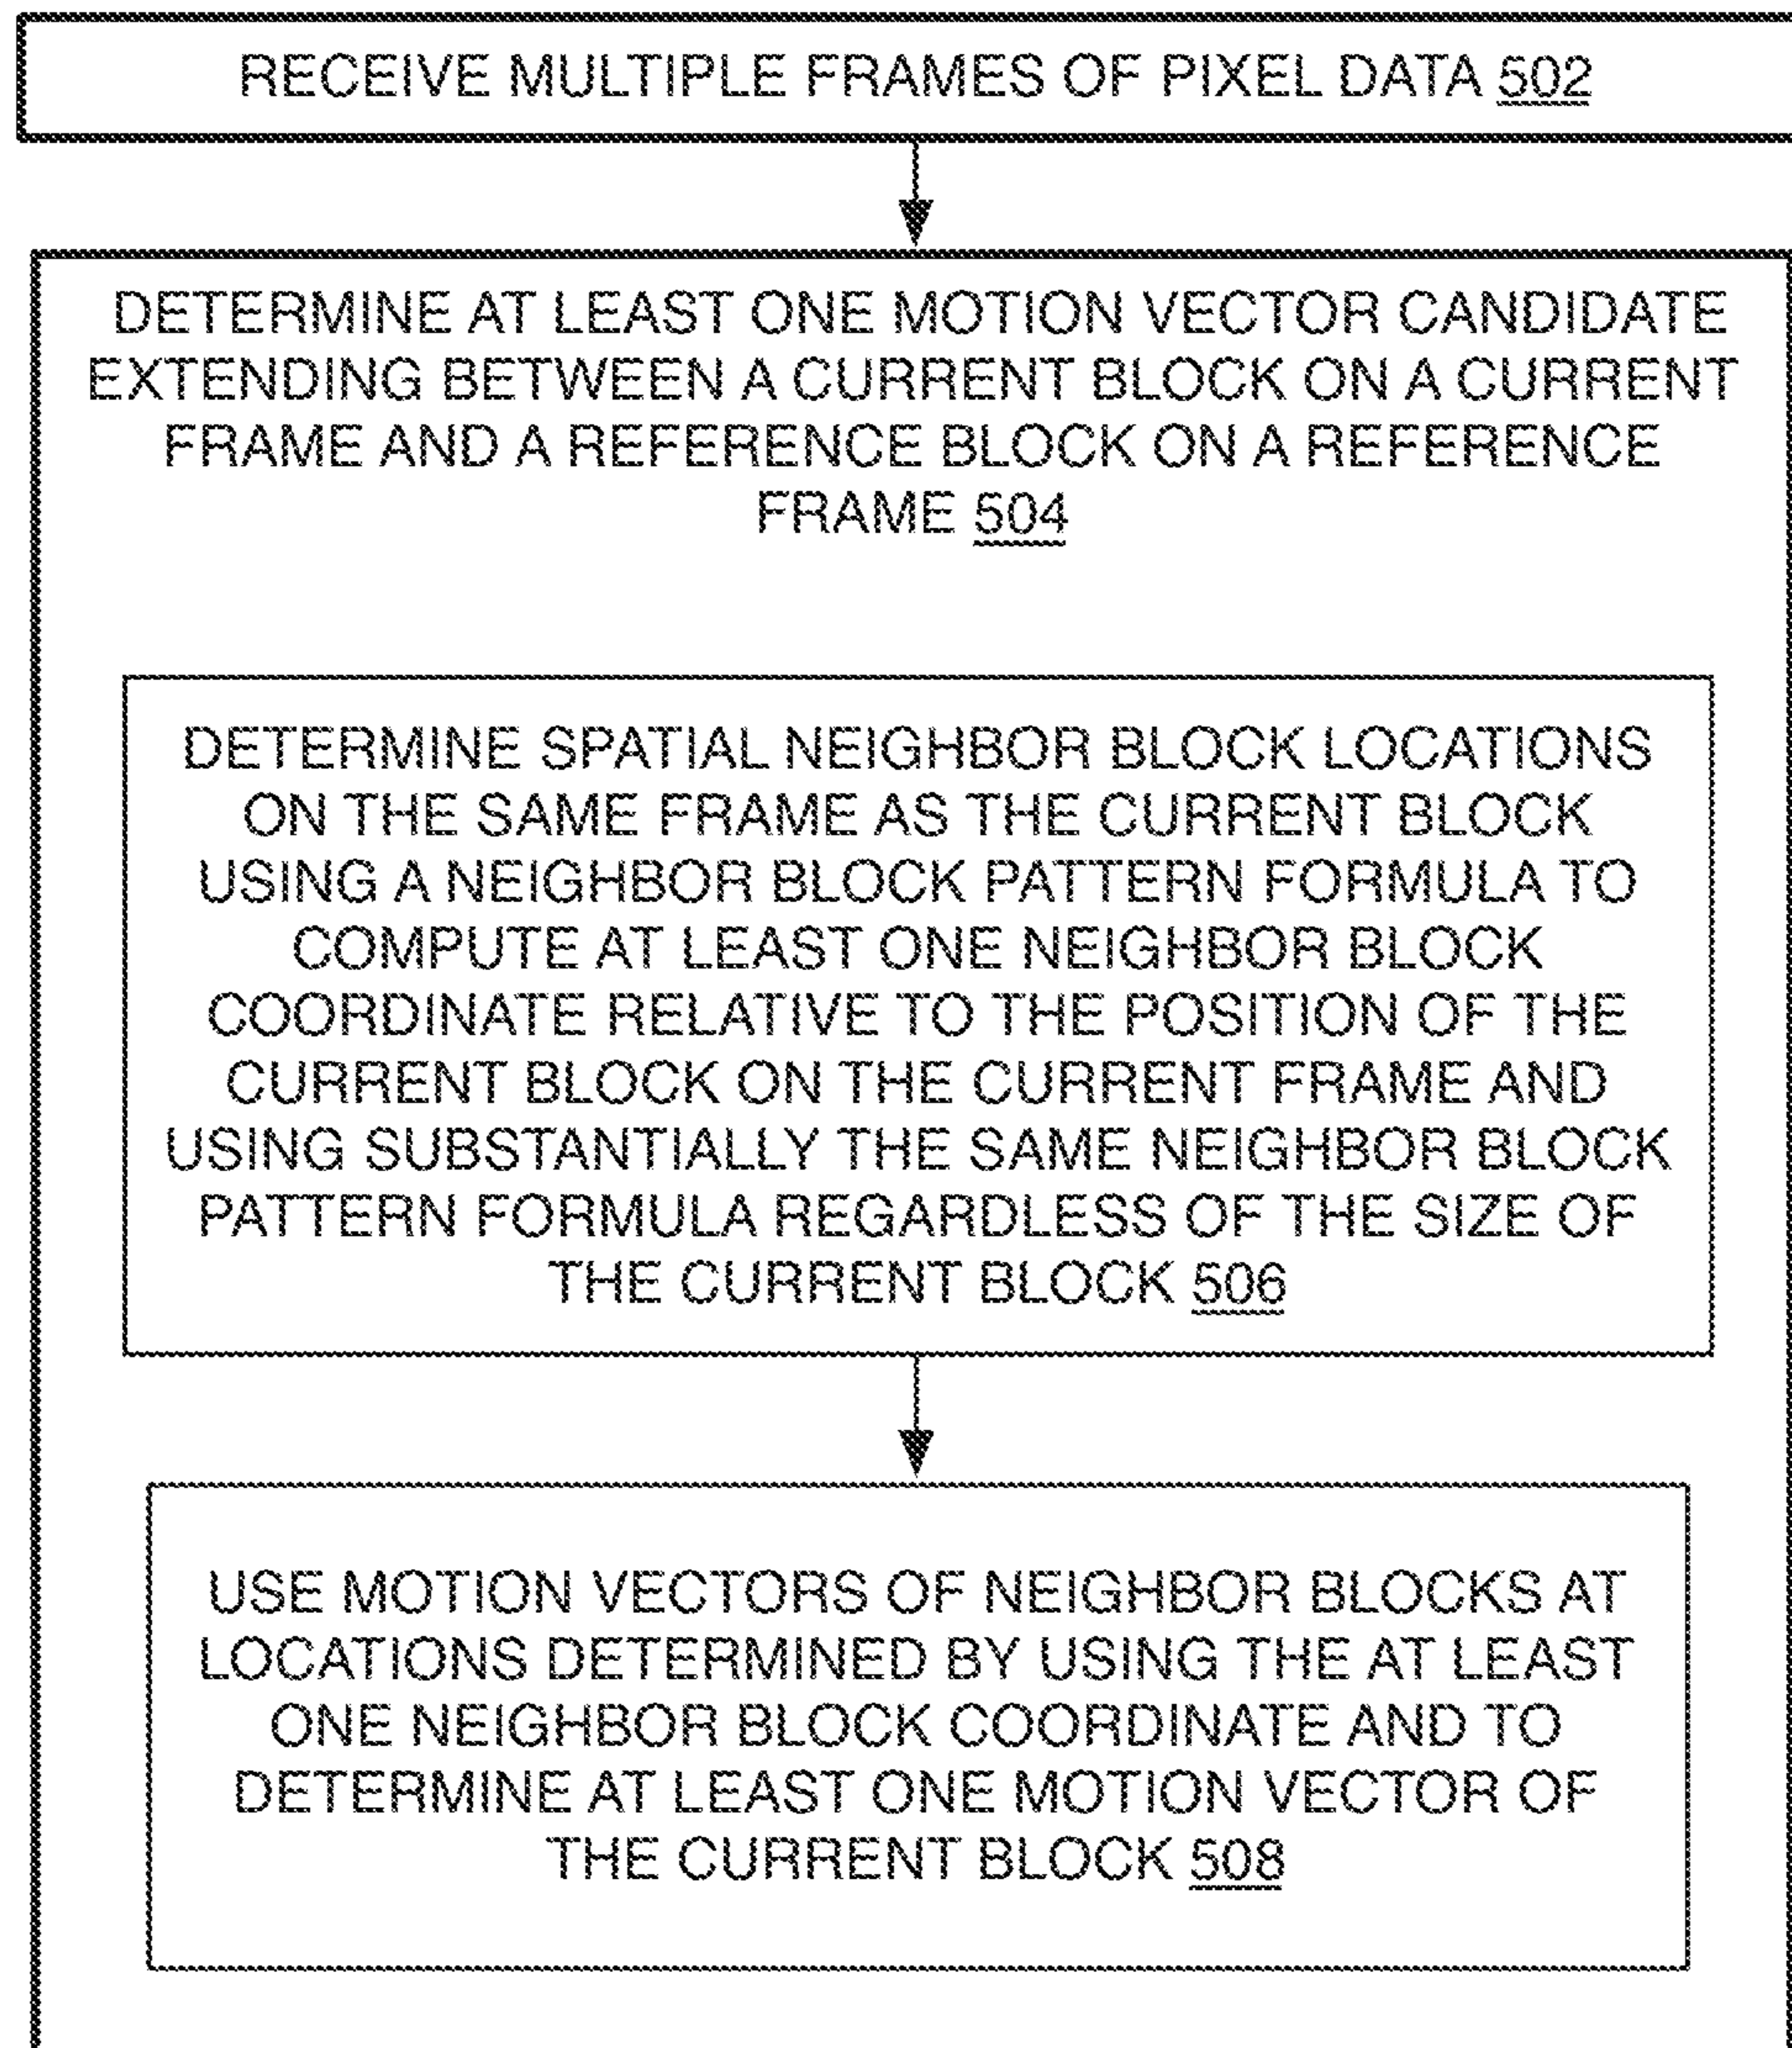 RECEIVE MULTIPLE FRAMES OF PIXEL DATA 502
DETERMINE AT LEAST ONE MOTION VECTOR CANDIDATE
EXTENDING BETWEEN A CURRENT BLOCK ON A CURRENT
FRAME AND A REFERENCE BLOCK ON A REFERENCE
FRAME 504
DETERMINE SPATIAL NEIGHBOR BLOCK LOCATIONS
ON THE SAME FRAME AS THE CURRENT BLOCK
USING A NEIGHBOR BLOCK PATTERN FORMULA TO
COMPUTE AT LEAST ONE NEIGHBOR BLOCK
COORDINATE RELATIVE TO THE POSITION OF THE
CURRENT BLOCK ON THE CURRENT FRAME AND
USING SUBSTANTIALLY THE SAME NEIGHBOR BLOCK
PATTERN FORMULA REGARDLESS OF THE SIZE OF
THE CURRENT BLOCK 506
USE MOTION VECTORS OF NEIGHBOR BLOCKS AT
LOCATIONS DETERMINED BY USING THE AT LEAST
ONE NEIGHBOR BLOCK COORDINATE AND TO
DETERMINE AT LEAST ONE MOTION VECTOR OF
THE CURRENT BLOCK 508